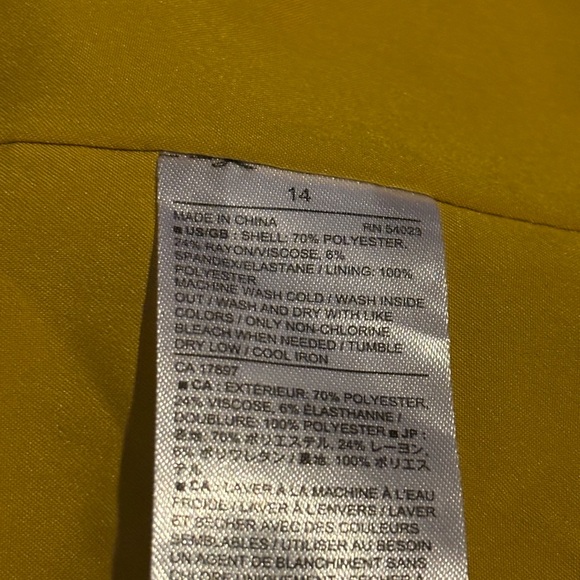 14
MADE IN CHINA RN 54023
■ US/GB : SHELL: 70% POLYESTER,
24% RAYON/VISCOSE, 6%
SPANDEX/ELASTANE / LINING: 100%
POLYESTER
MACHINE WASH COLD / WASH INSIDE
OUT / WASH AND DRY WITH LIKE
COLORS / ONLY NON-CHLORINE
BLEACH WHEN NEEDED / TUMBLE
DRY LOW / COOL IRON
CA 17897
■ CA : EXTÉRIEUR: 70% POLYESTER,
24% VISCOSE, 6% ÉLASTHANNE /
DOUBLURE: 100% POLYESTER ■ JP :
表地: 70% ポリエステル, 24% レーヨン,
6% ポリウレタン / 裏地: 100% ポリエス
テル
■ CA : LAVER À LA MACHINE À L'EAU
FROIDE / LAVER À L'ENVERS / LAVER
ET SÉCHER AVEC DES COULEURS
SEMBLABLES / UTILISER AU BESOIN
UN AGENT DE BLANCHIMENT SANS
CHLORE UNIQUEMENT